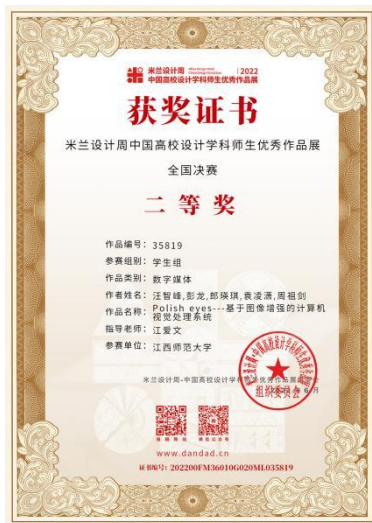 米兰设计周
中国高校设计学科师生优秀作品展
2022
获奖证书
米兰设计周中国高校设计学科师生优秀作品展
全国决赛
二等奖
作品编号：35819
参赛组别：学生组
作品类别：数字媒体
作者姓名：汪智峰,彭龙,郎瑛琪,袁凌潇,周祖剑
作品名称：Polish eyes---基于图像增强的计算机
视觉处理系统
指导老师：江爱文
参赛单位：江西师范大学
米兰设计周-中国高校设计学科师生优秀作品展
组织委员会
6月
www.dandad.cn
证书编号：202200FM36010G020ML035819